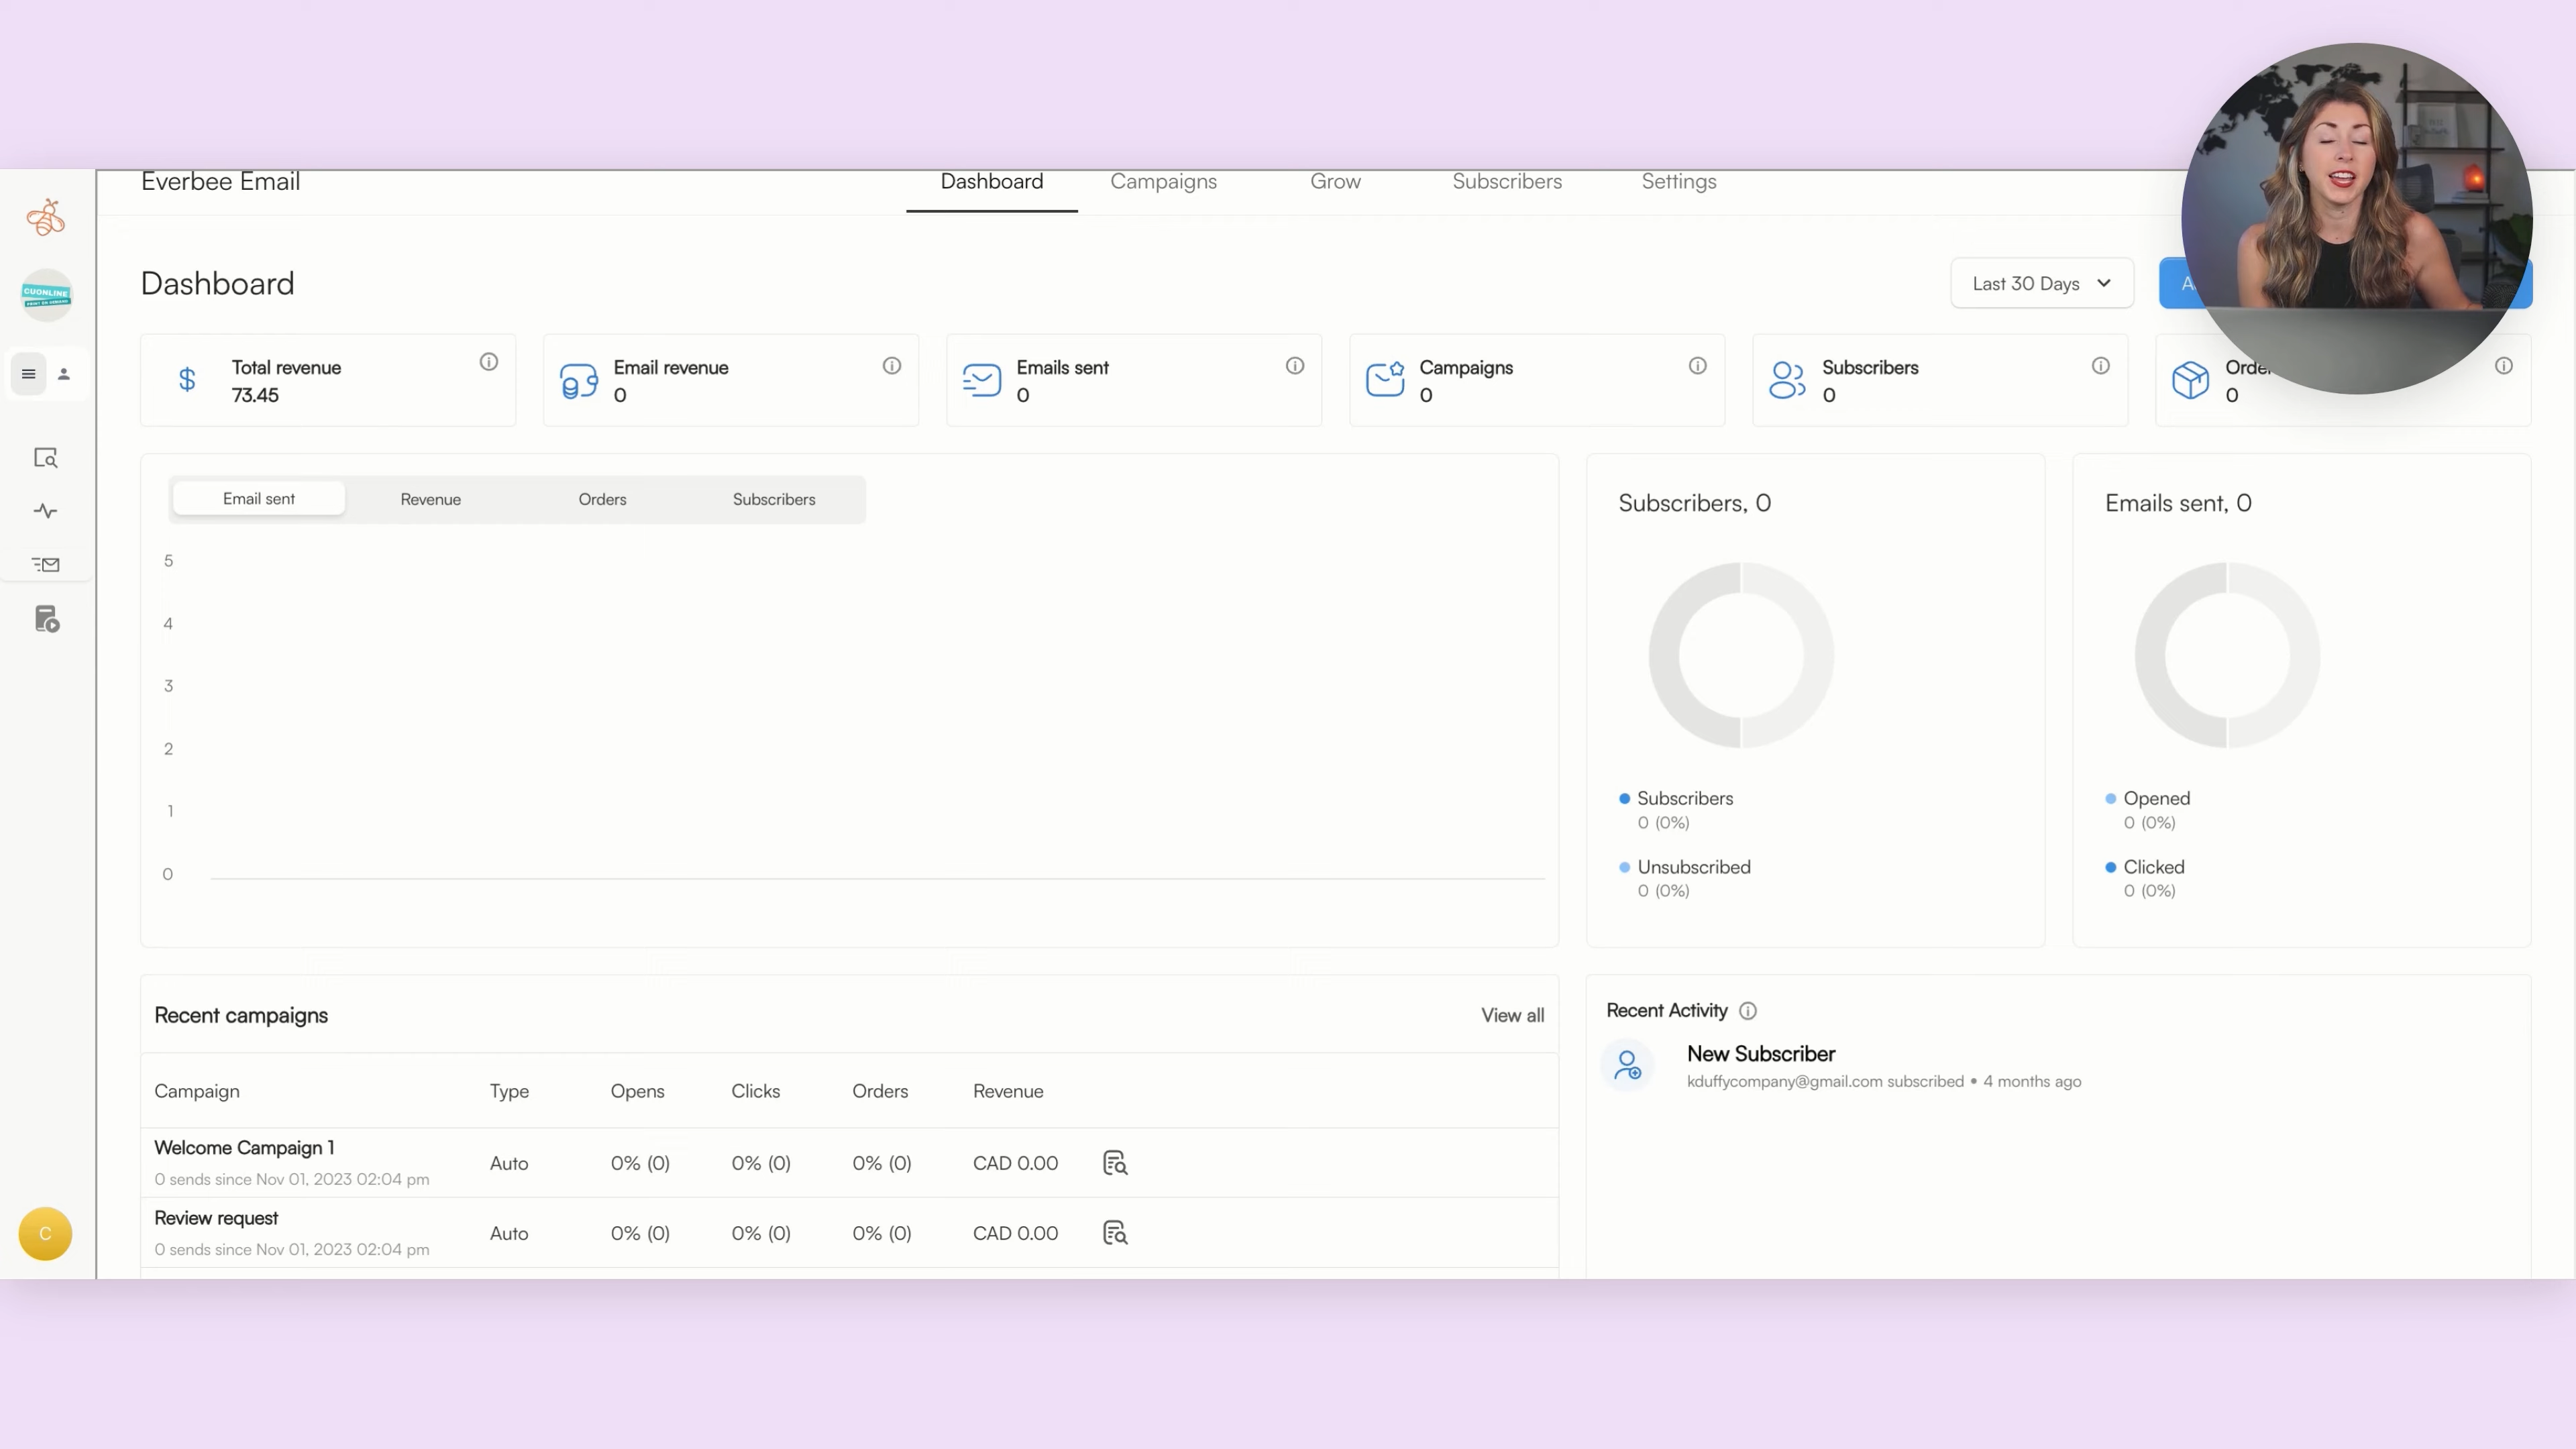 Everbee Email
Dashboard
Campaigns
Grow
Subscribers
Settings
CUONLINE
PRINT ON DEMAND
Dashboard
Last 30 Days
Total revenue
73.45
Email revenue
0
Emails sent
0
Campaigns
0
Subscribers
0
0
Email sent
Revenue
Orders
Subscribers
5
4
3
2
1
0
Subscribers, 0
Subscribers
0 (0%)
Unsubscribed
0 (0%)
Emails sent, 0
Opened
0 (0%)
Clicked
0 (0%)
Recent campaigns
View all
Campaign Type Opens Clicks Orders Revenue
Welcome Campaign 1
0 sends since Nov 01, 2023 02:04 pm
Auto 0% (0) 0% (0) 0% (0) CAD 0.00
Review request
0 sends since Nov 01, 2023 02:04 pm
Auto 0% (0) 0% (0) 0% (0) CAD 0.00
Recent Activity
New Subscriber
kduffycompany@gmail.com subscribed • 4 months ago
C